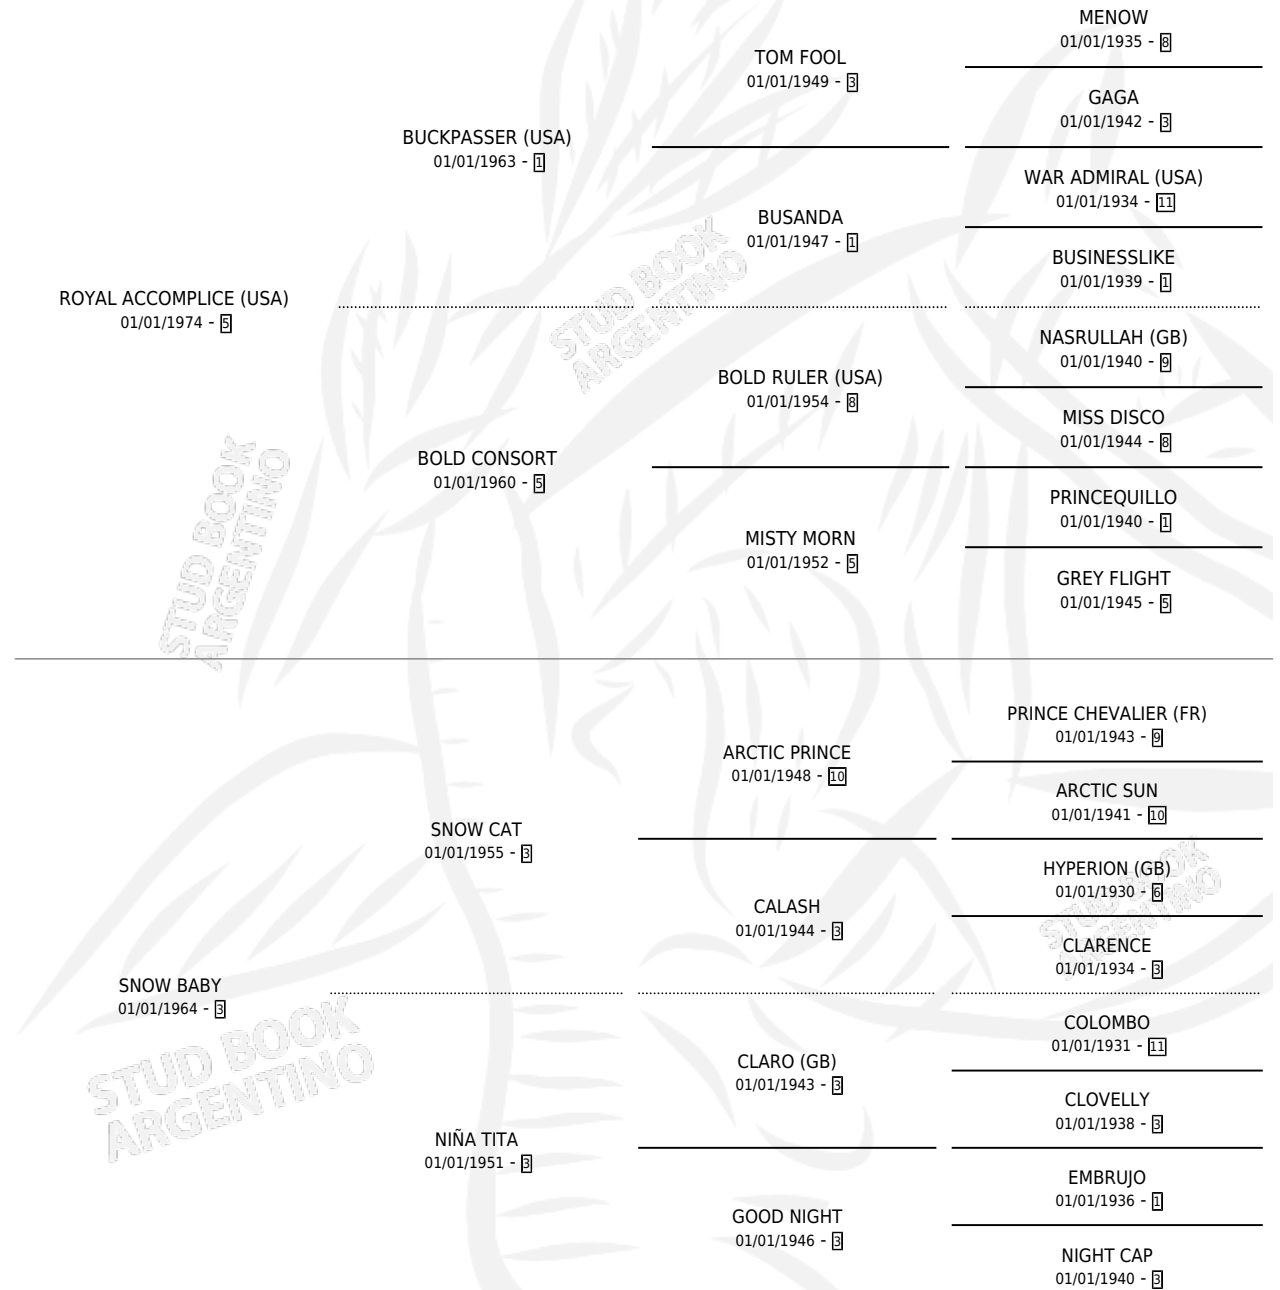 MENOW
01/01/1935 - 8
TOM FOOL
01/01/1949 - 3
GAGA
01/01/1942 - 3
BUCKPASSER (USA)
01/01/1963 - 1
WAR ADMIRAL (USA)
01/01/1934 - 11
BUSANDA
01/01/1947 - 1
BUSINESSLIKE
01/01/1939 - 1
ROYAL ACCOMPLICE (USA)
01/01/1974 - 5
STUD BOOK
ARGENTINO
NASRULLAH (GB)
01/01/1940 - 9
BOLD RULER (USA)
01/01/1954 - 8
MISS DISCO
01/01/1944 - 8
BOLD CONSORT
01/01/1960 - 5
PRINCEQUILLO
01/01/1940 - 1
MISTY MORN
01/01/1952 - 5
GREY FLIGHT
01/01/1945 - 5
STUD BOOK
ARGENTINO
PRINCE CHEVALIER (FR)
01/01/1943 - 9
ARCTIC PRINCE
01/01/1948 - 10
ARCTIC SUN
01/01/1941 - 10
SNOW CAT
01/01/1955 - 3
HYPERION (GB)
01/01/1930 - 6
CALASH
01/01/1944 - 3
CLARENCE
01/01/1934 - 3
STUD BOOK
ARGENTINO
SNOW BABY
01/01/1964 - 3
COLOMBO
01/01/1931 - 11
CLARO (GB)
01/01/1943 - 3
CLOVELLY
01/01/1938 - 3
STUD BOOK
ARGENTINO
NIÑA TITA
01/01/1951 - 3
EMBRUJO
01/01/1936 - 1
GOOD NIGHT
01/01/1946 - 3
NIGHT CAP
01/01/1940 - 3